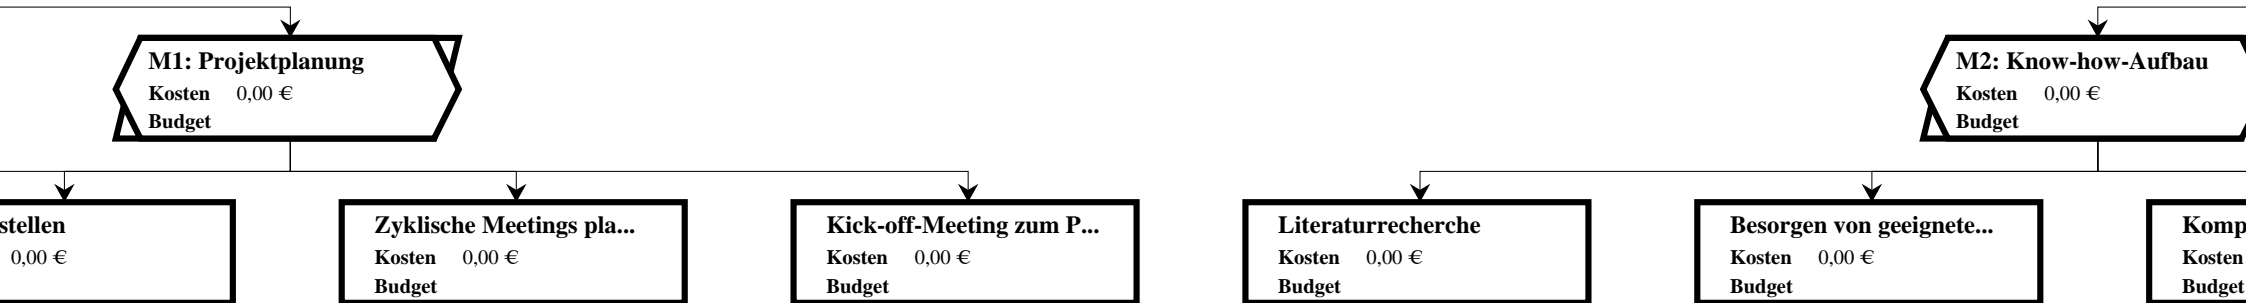 M1: Projektplanung
Kosten 0,00 €
Budget
M2: Know-how-Aufbau
Kosten 0,00 €
Budget
stellen
0,00 €
Zyklische Meetings pla...
Kosten 0,00 €
Budget
Kick-off-Meeting zum P...
Kosten 0,00 €
Budget
Literaturrecherche
Kosten 0,00 €
Budget
Besorgen von geeignete...
Kosten 0,00 €
Budget
Komp
Kosten
Budget